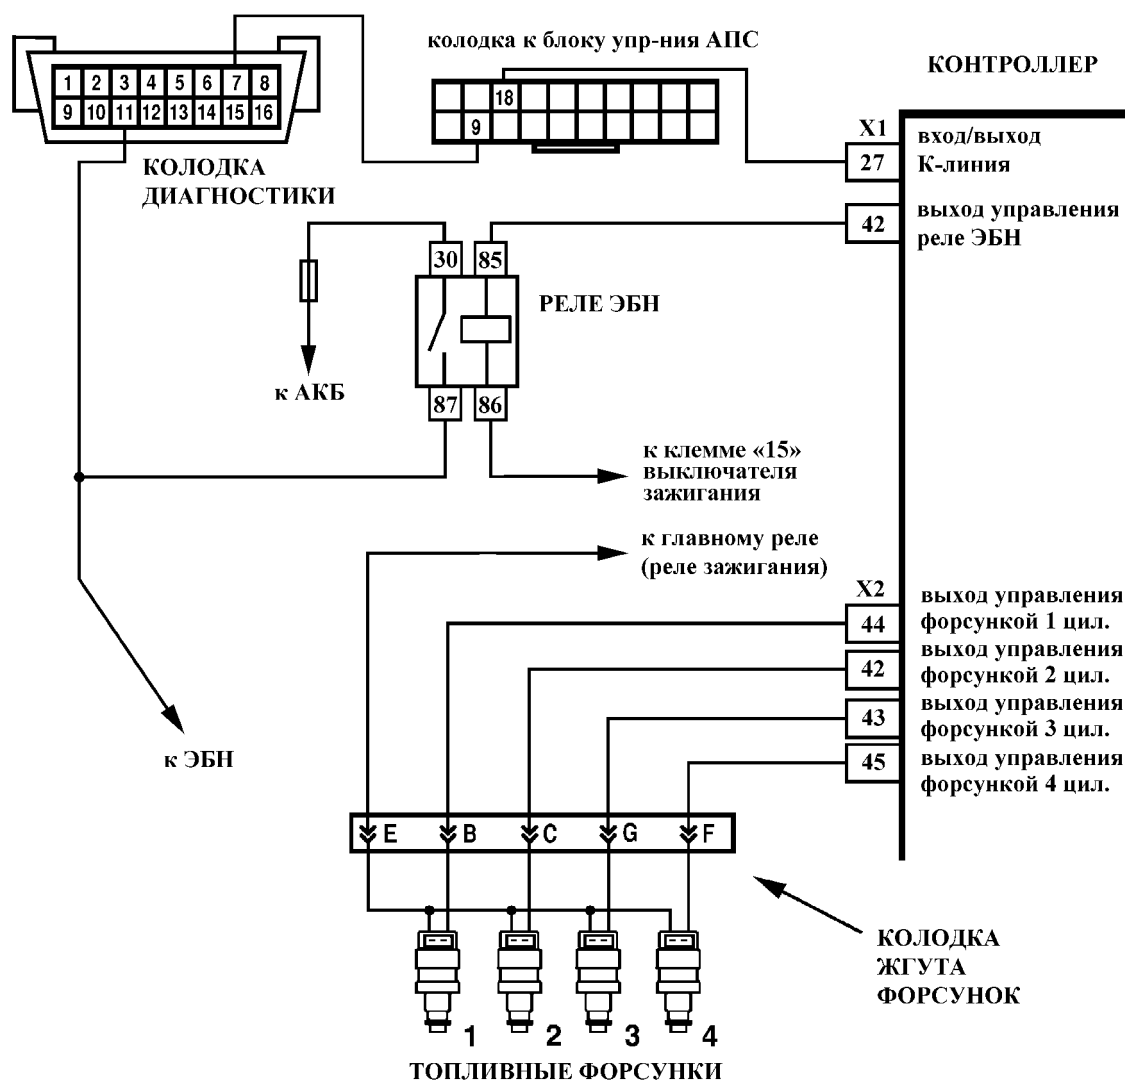 колодка к блоку упр-ния АПС
КОНТРОЛЛЕР
1 2 3 4 5 6 7 8
9 10 11 12 13 14 15 16
18
9
КОЛОДКА
ДИАГНОСТИКИ
X1
27
вход/выход
К-линия
42
выход управления
реле ЭБН
30 85
РЕЛЕ ЭБН
87 86
к АКБ
к клемме «15»
выключателя
зажигания
к главному реле
(реле зажигания)
к ЭБН
X2
44
выход управления
форсункой 1 цил.
42
выход управления
форсункой 2 цил.
43
выход управления
форсункой 3 цил.
45
выход управления
форсункой 4 цил.
E B C G F
КОЛОДКА
ЖГУТА
ФОРСУНОК
1 2 3 4
ТОПЛИВНЫЕ ФОРСУНКИ